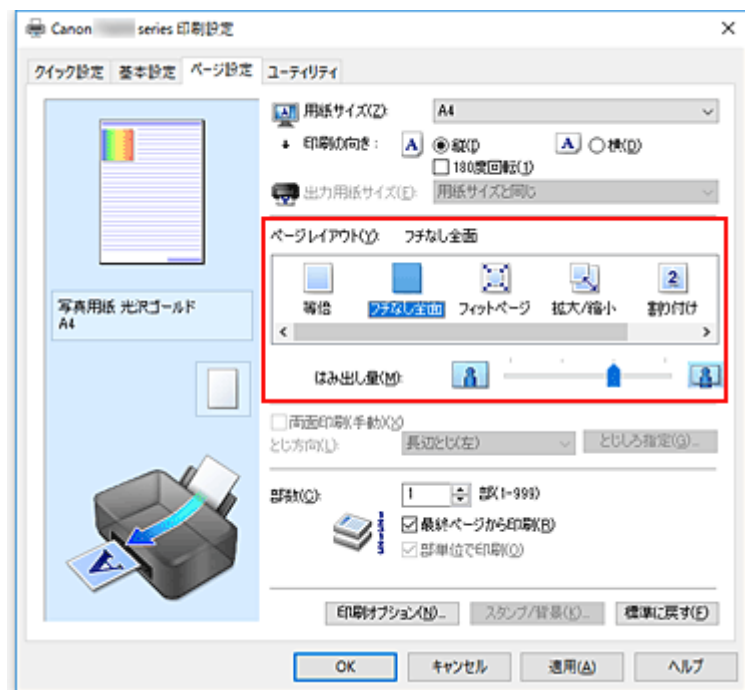 Canon series 印刷設定
クイック設定 基本設定 ページ設定 ユーティリティ
用紙サイズ(Z): A4
印刷の向き: A 縦(I) A 横(D)
180度回転(1)
出力用紙サイズ(E): 用紙サイズと同じ
ページレイアウト(Y): フチなし全面
等倍 フチなし全面 フィットページ 拡大/縮小 2 割り付け
写真用紙 光沢ゴールド
A4
はみ出し量(M):
両面印刷(手動)(X)
とじ方向(L): 長辺とじ(左) とじしろ指定(G)...
部数(C): 1 部(1-999)
最終ページから印刷(R)
部単位で印刷(O)
A
印刷オプション(N)... スタンプ/背景(K)... 標準に戻す(F)
OK キャンセル 適用(A) ヘルプ